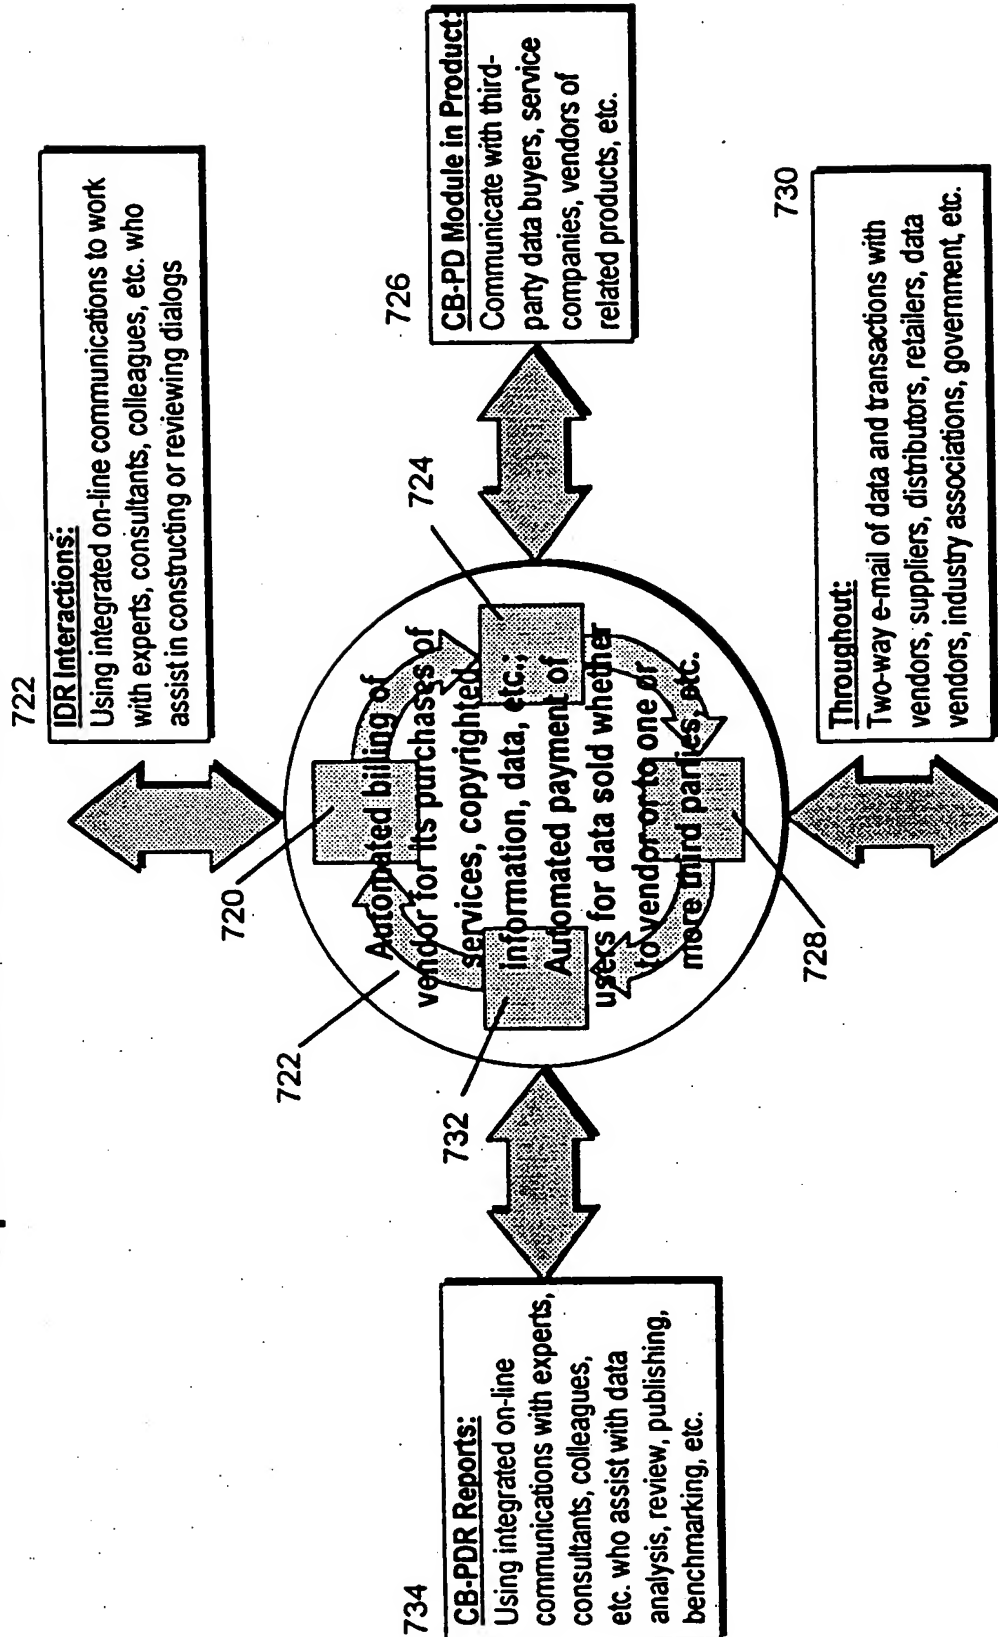 722
IDR Interactions:
Using integrated on-line communications to work
with experts, consultants, colleagues, etc. who
assist in constructing or reviewing dialogs
720
722
732
724
728
Automated billing of
vendor for its purchases of
services, copyrighted
information, data, etc.;
Automated payment of
users for data sold whether
to vendor or to one or
more third parties, etc.
734
CB-PDR Reports:
Using integrated on-line
communications with experts,
consultants, colleagues,
etc. who assist with data
analysis, review, publishing,
benchmarking, etc.
726
CB-PD Module in Product:
Communicate with third-
party data buyers, service
companies, vendors of
related products, etc.
730
Throughout:
Two-way e-mail of data and transactions with
vendors, suppliers, distributors, retailers, data
vendors, industry associations, government, etc.